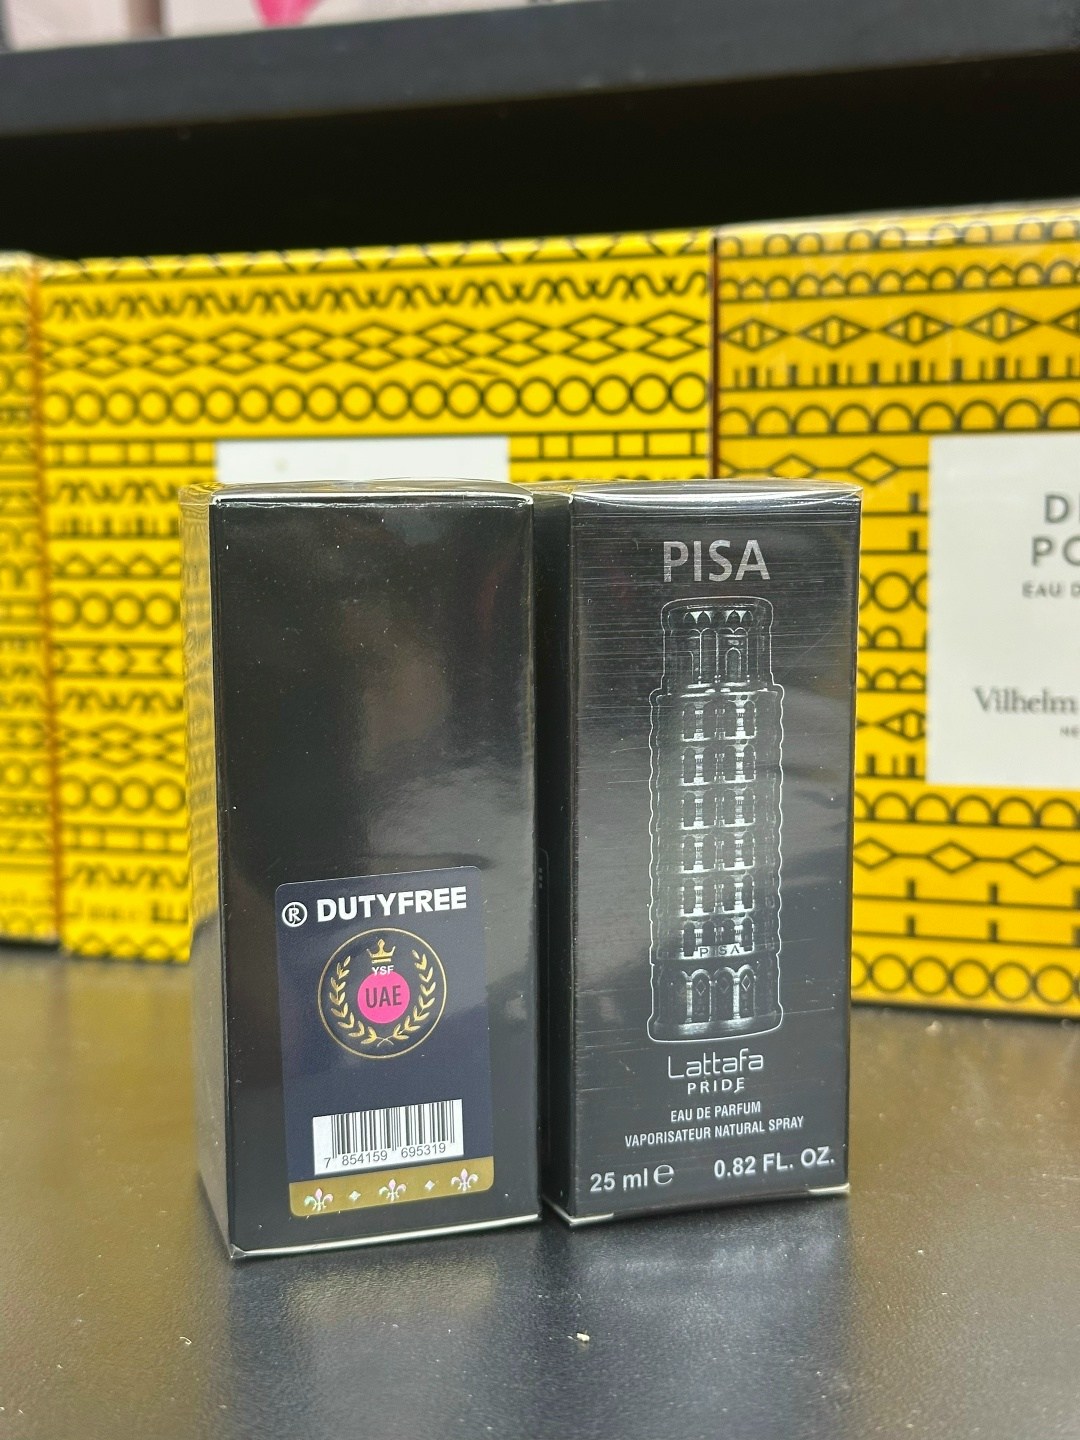 PISA
PISA
Lattafa
PRIDE
EAU DE PARFUM
VAPORISATEUR NATURAL SPRAY
25 ml ℮ 0.82 FL. OZ.
® DUTYFREE
YSF
UAE
7 854159 695319
EAU
Vilhelm